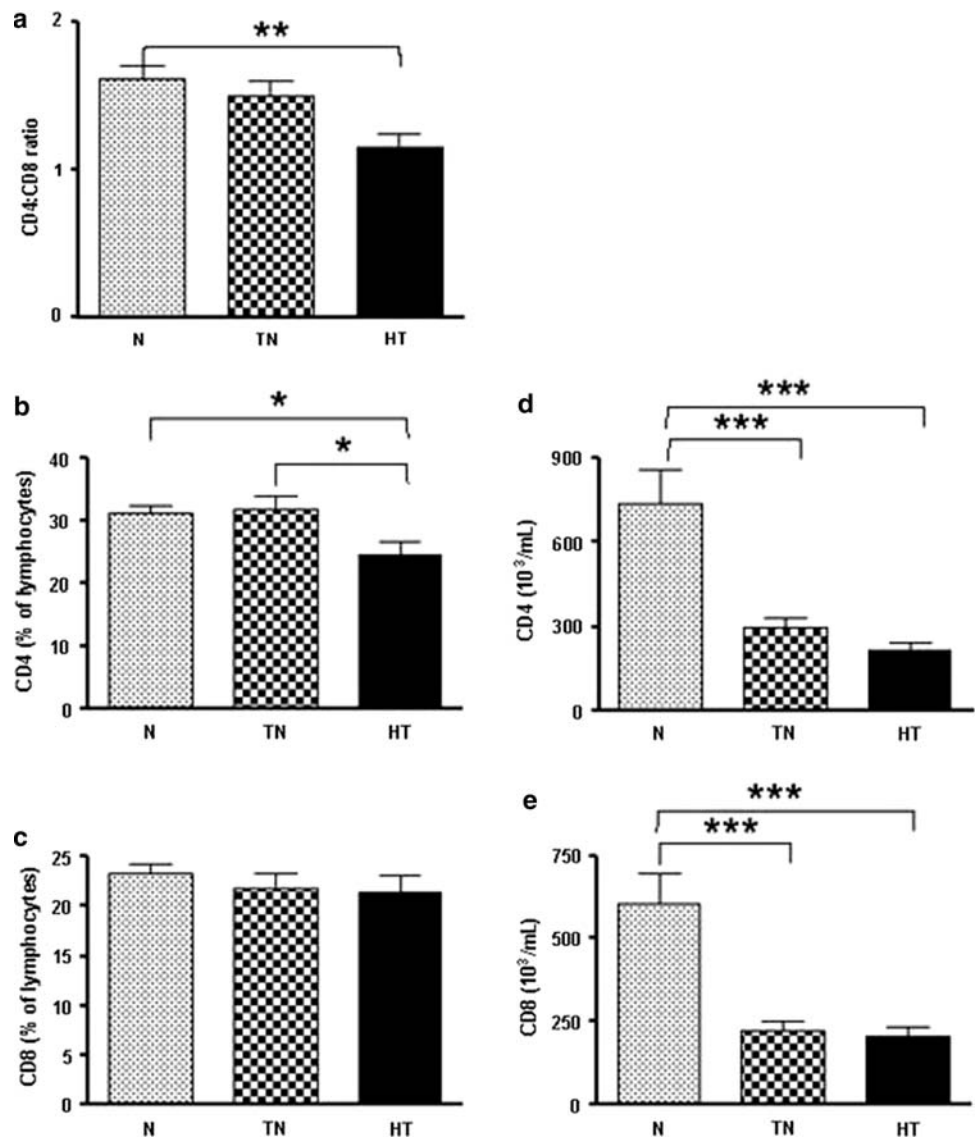 a
**
2
1
0
CD4:CD8 ratio
N TN HT
b
*
*
40
30
20
10
0
CD4 (% of lymphocytes)
N TN HT
d
***
***
900
600
300
0
CD4 (10³/mL)
N TN HT
c
25
20
15
10
5
0
CD8 (% of lymphocytes)
N TN HT
e
***
***
750
500
250
0
CD8 (10³/mL)
N TN HT